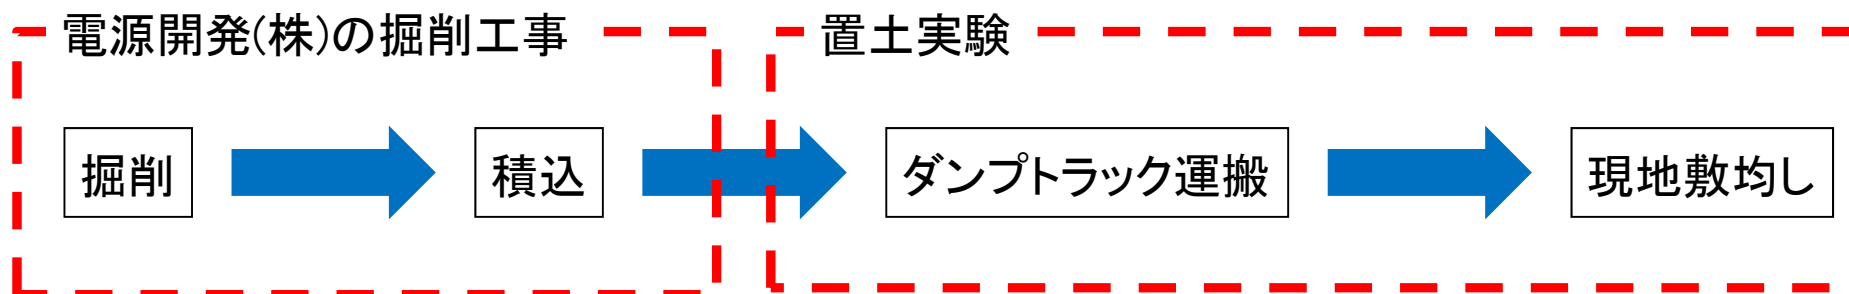 電源開発(株)の掘削工事
置土実験
掘削
積込
ダンプトラック運搬
現地敷均し